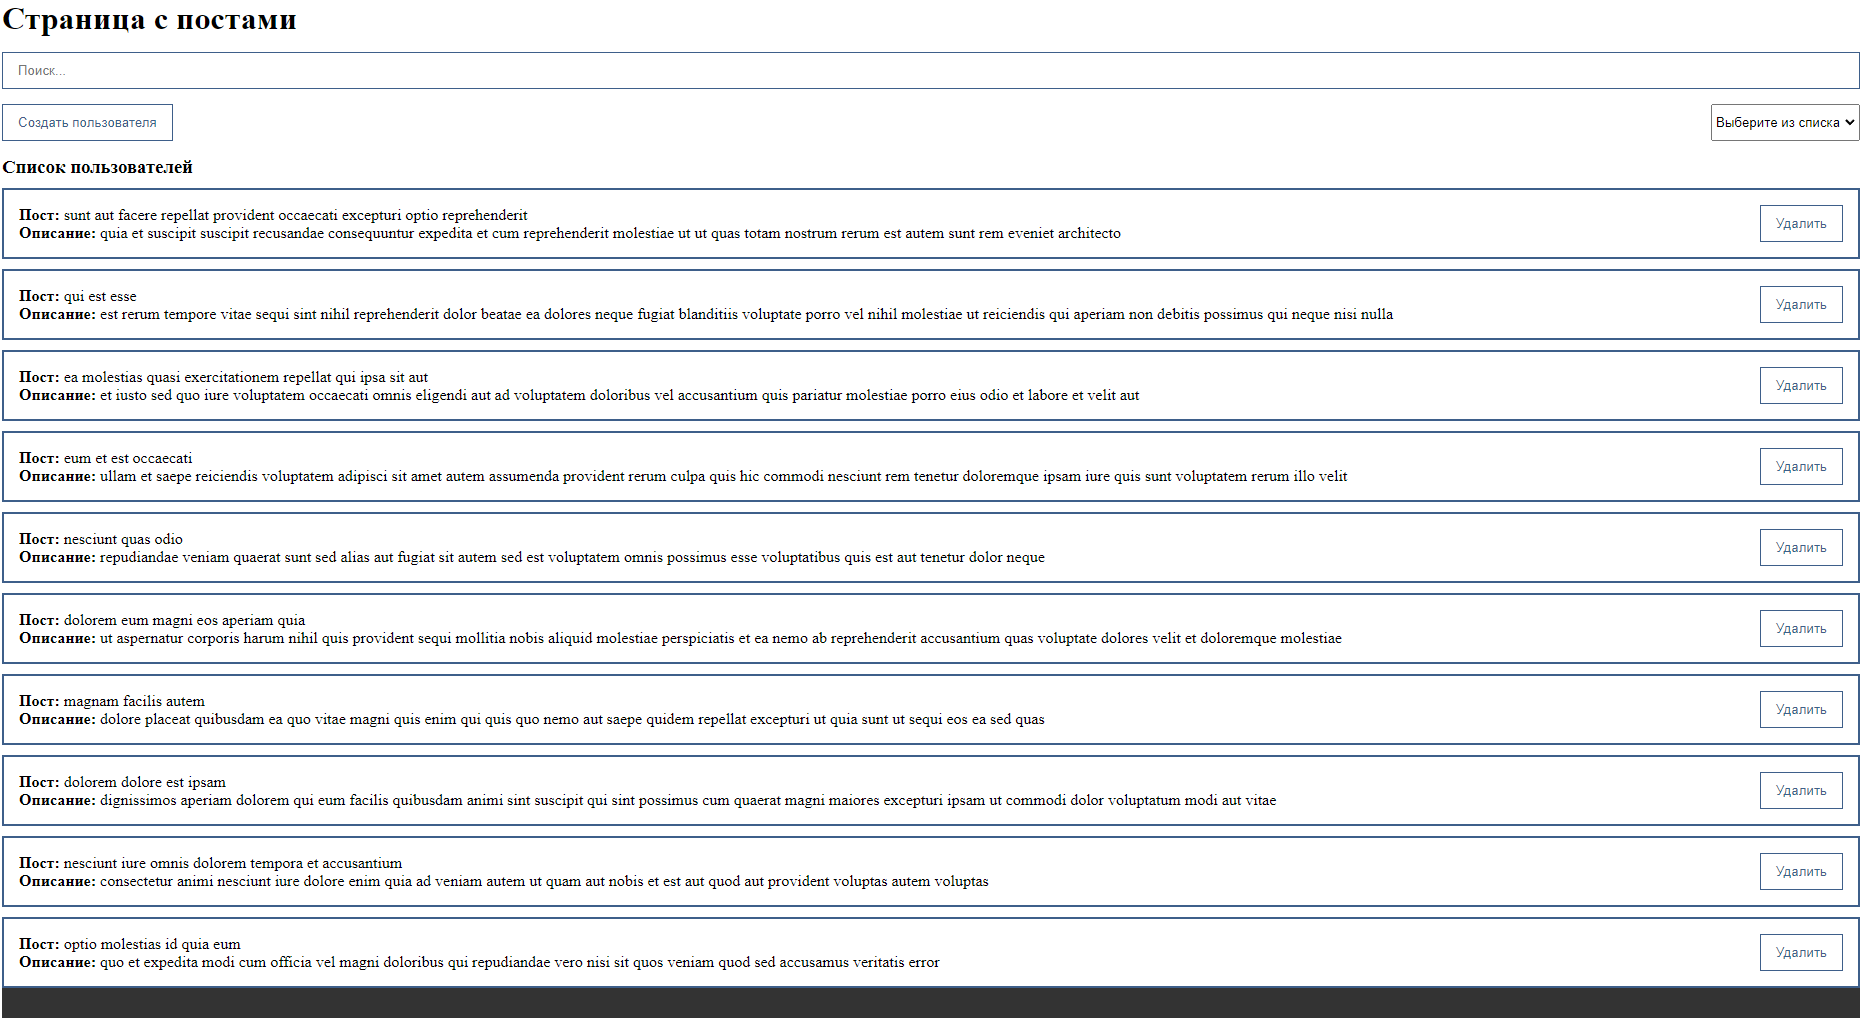 Страница с постами
Поиск...
Создать пользователя
Выберите из списка
Список пользователей
Пост: sunt aut facere repellat provident occaecati excepturi optio reprehenderit
Описание: quia et suscipit suscipit recusandae consequuntur expedita et cum reprehenderit molestiae ut ut quas totam nostrum rerum est autem sunt rem eveniet architecto
Удалить
Пост: qui est esse
Описание: est rerum tempore vitae sequi sint nihil reprehenderit dolor beatae ea dolores neque fugiat blanditiis voluptate porro vel nihil molestiae ut reiciendis qui aperiam non debitis possimus qui neque nisi nulla
Удалить
Пост: ea molestias quasi exercitationem repellat qui ipsa sit aut
Описание: et iusto sed quo iure voluptatem occaecati omnis eligendi aut ad voluptatem doloribus vel accusantium quis pariatur molestiae porro eius odio et labore et velit aut
Удалить
Пост: eum et est occaecati
Описание: ullam et saepe reiciendis voluptatem adipisci sit amet autem assumenda provident rerum culpa quis hic commodi nesciunt rem tenetur doloremque ipsam iure quis sunt voluptatem rerum illo velit
Удалить
Пост: nesciunt quas odio
Описание: repudiandae veniam quaerat sunt sed alias aut fugiat sit autem sed est voluptatem omnis possimus esse voluptatibus quis est aut tenetur dolor neque
Удалить
Пост: dolorem eum magni eos aperiam quia
Описание: ut aspernatur corporis harum nihil quis provident sequi mollitia nobis aliquid molestiae perspiciatis et ea nemo ab reprehenderit accusantium quas voluptate dolores velit et doloremque molestiae
Удалить
Пост: magnam facilis autem
Описание: dolore placeat quibusdam ea quo vitae magni quis enim qui quis quo nemo aut saepe quidem repellat excepturi ut quia sunt ut sequi eos ea sed quas
Удалить
Пост: dolorem dolore est ipsam
Описание: dignissimos aperiam dolorem qui eum facilis quibusdam animi sint suscipit qui sint possimus cum quaerat magni maiores excepturi ipsam ut commodi dolor voluptatum modi aut vitae
Удалить
Пост: nesciunt iure omnis dolorem tempora et accusantium
Описание: consectetur animi nesciunt iure dolore enim quia ad veniam autem ut quam aut nobis et est aut quod aut provident voluptas autem voluptas
Удалить
Пост: optio molestias id quia eum
Описание: quo et expedita modi cum officia vel magni doloribus qui repudiandae vero nisi sit quos veniam quod sed accusamus veritatis error
Удалить